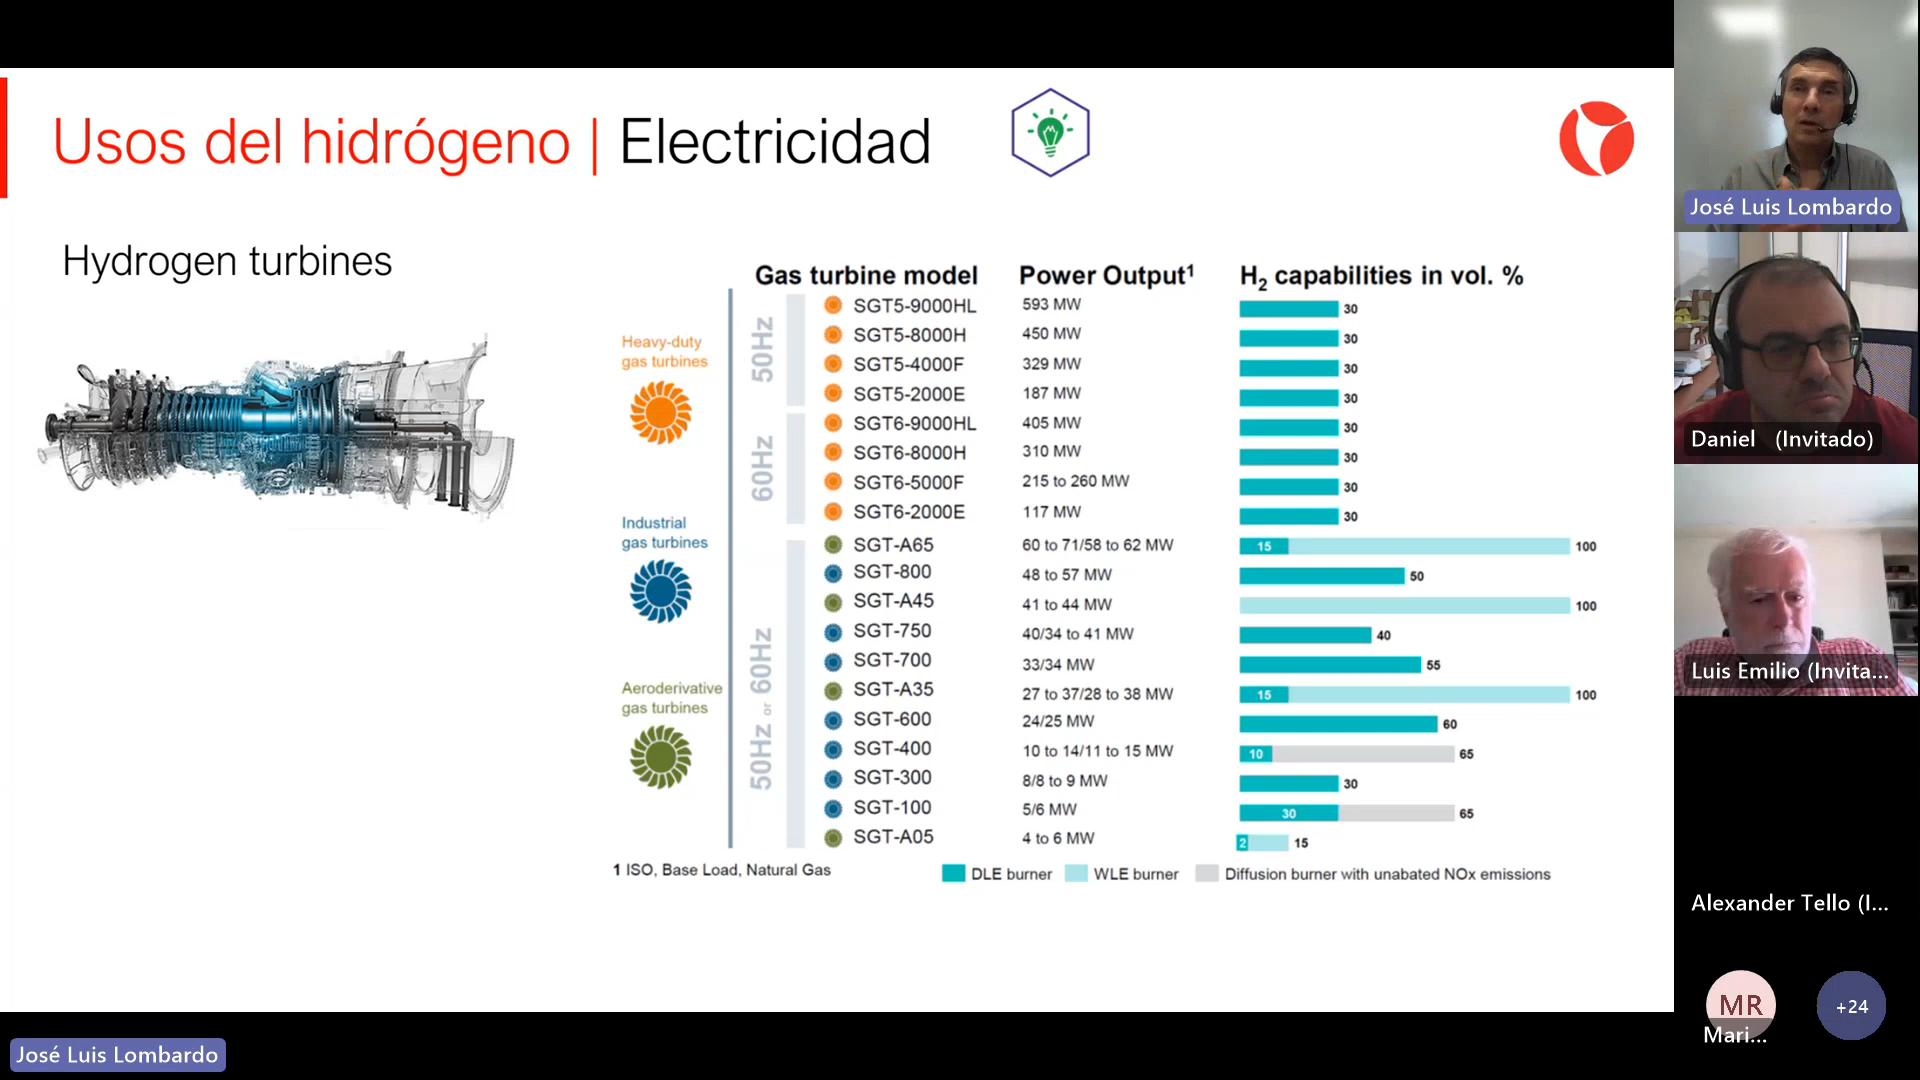 Usos del hidrógeno | Electricidad
Hydrogen turbines
Gas turbine model Power Output¹ H₂ capabilities in vol. %
Heavy-duty
gas turbines
Industrial
gas turbines
Aeroderivative
gas turbines
50Hz
60Hz
50Hz or 60Hz
SGT5-9000HL 593 MW 30
SGT5-8000H 450 MW 30
SGT5-4000F 329 MW 30
SGT5-2000E 187 MW 30
SGT6-9000HL 405 MW 30
SGT6-8000H 310 MW 30
SGT6-5000F 215 to 260 MW 30
SGT6-2000E 117 MW 30
SGT-A65 60 to 71/58 to 62 MW 15 100
SGT-800 48 to 57 MW 50
SGT-A45 41 to 44 MW 100
SGT-750 40/34 to 41 MW 40
SGT-700 33/34 MW 55
SGT-A35 27 to 37/28 to 38 MW 15 100
SGT-600 24/25 MW 60
SGT-400 10 to 14/11 to 15 MW 10 65
SGT-300 8/8 to 9 MW 30
SGT-100 5/6 MW 30 65
SGT-A05 4 to 6 MW 2 15
1 ISO, Base Load, Natural Gas
DLE burner WLE burner Diffusion burner with unabated NOx emissions
José Luis Lombardo
José Luis Lombardo
Daniel (Invitado)
Luis Emilio (Invita...
Alexander Tello (I...
MR
Mari...
+24